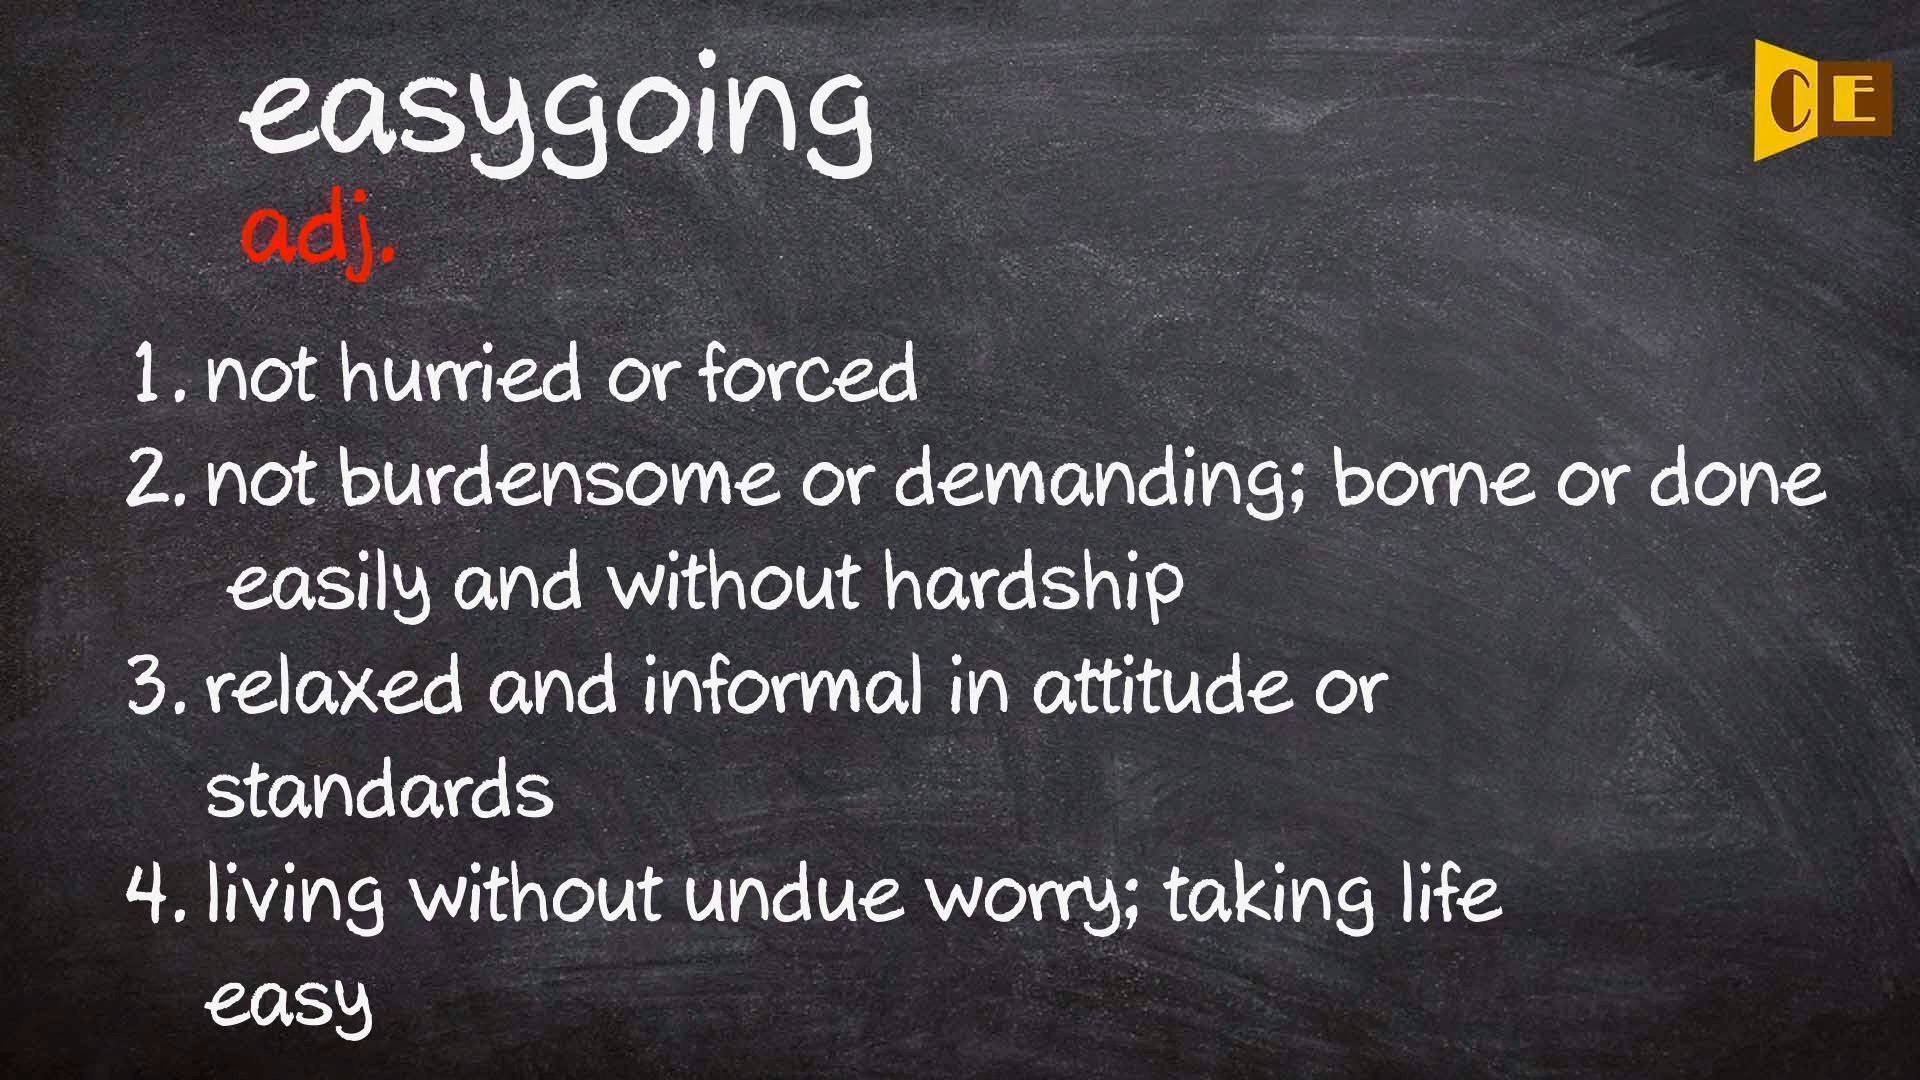 easygoing
CE
adj.
1. not hurried or forced
2. not burdensome or demanding; borne or done
easily and without hardship
3. relaxed and informal in attitude or
standards
4. living without undue worry; taking life
easy